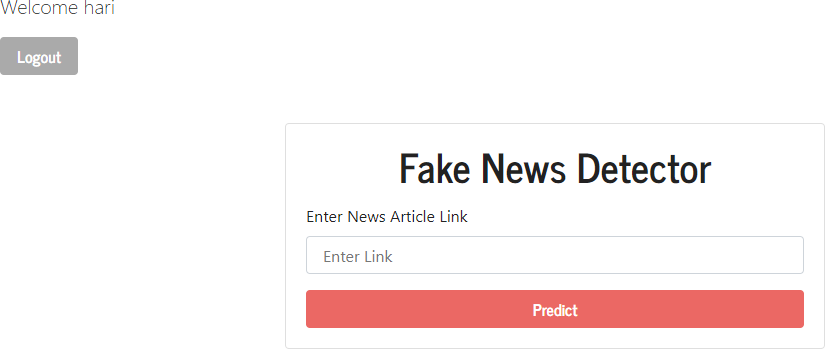 Welcome hari
Logout
Fake News Detector
Enter News Article Link
Enter Link
Predict